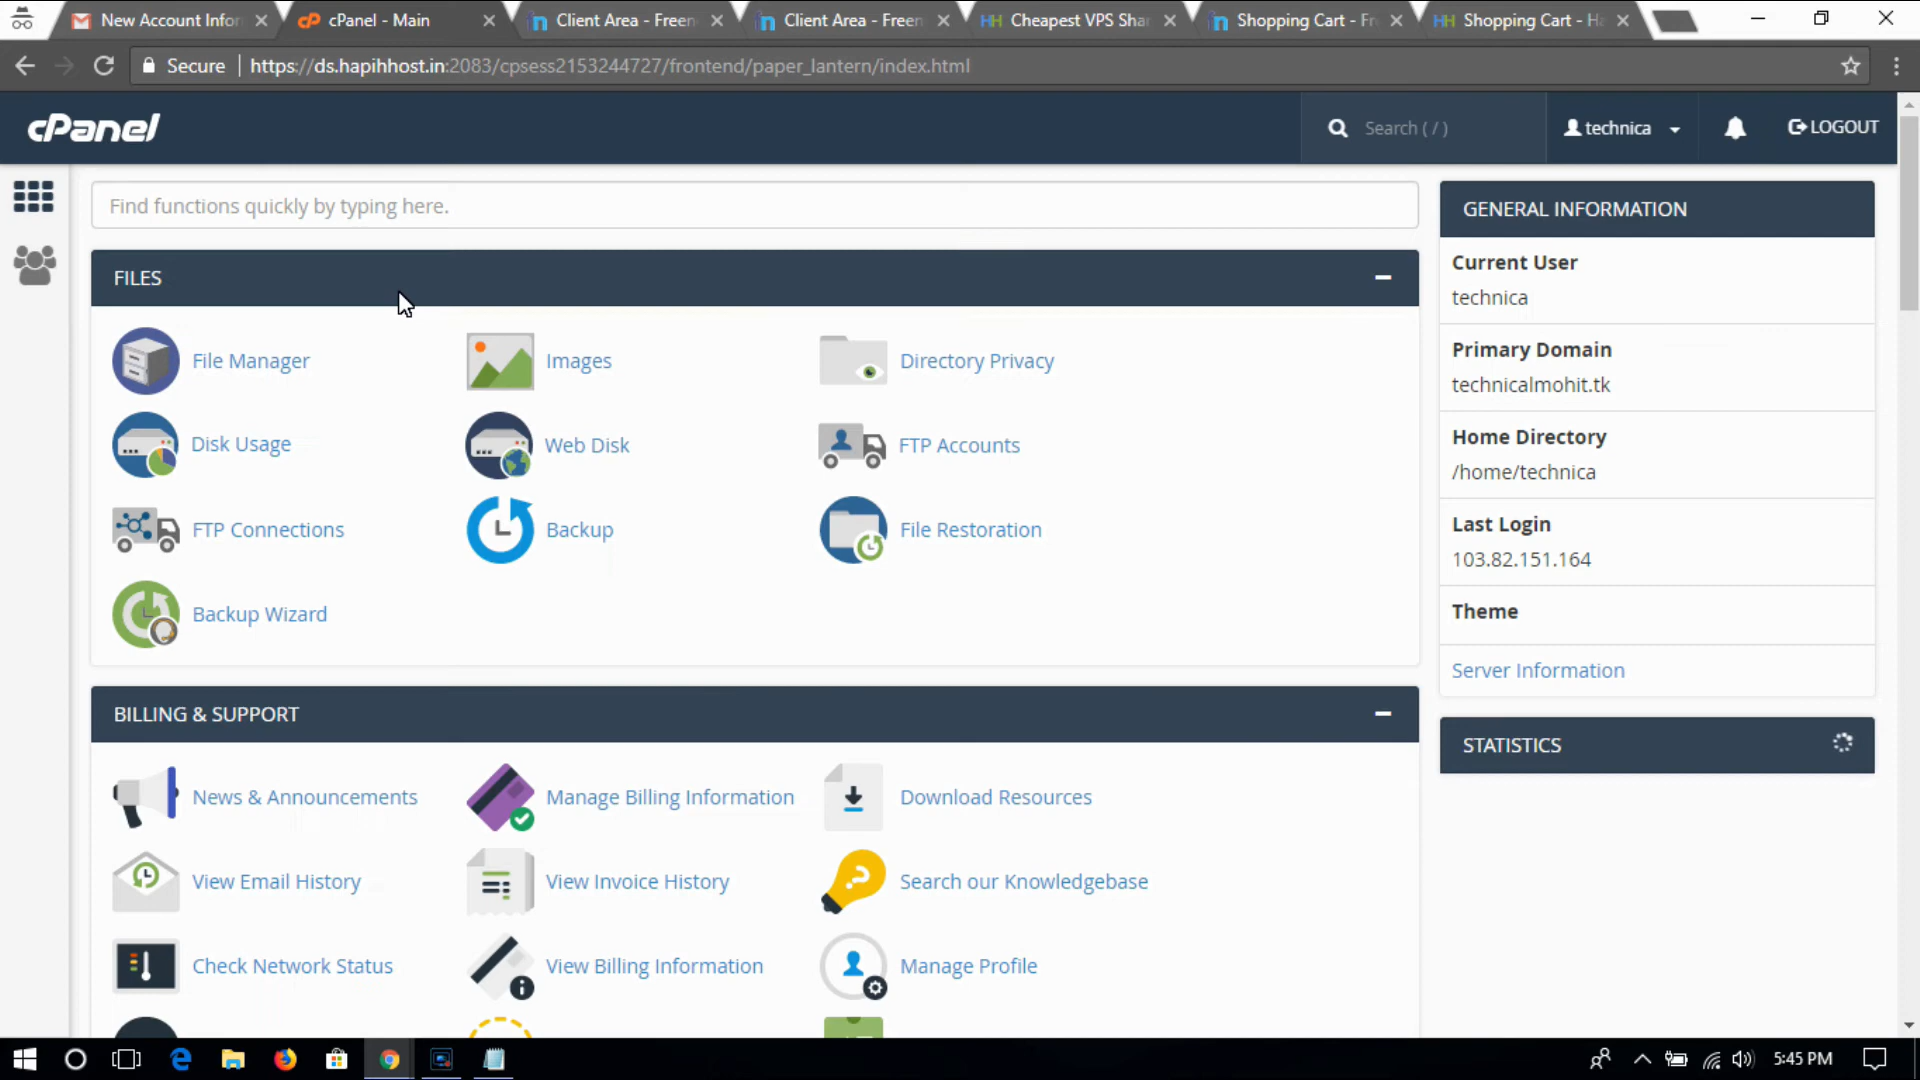 New Account Infor
cPanel - Main
Client Area - Freen
Client Area - Freen
HH Cheapest VPS Shar
Shopping Cart - Fr
HH Shopping Cart - Ha
Secure https://ds.hapihhost.in:2083/cpsess2153244727/frontend/paper_lantern/index.html
cPanel
Search ( / )
technica
LOGOUT
Find functions quickly by typing here.
FILES
File Manager
Images
Directory Privacy
Disk Usage
Web Disk
FTP Accounts
FTP Connections
Backup
File Restoration
Backup Wizard
BILLING & SUPPORT
News & Announcements
Manage Billing Information
Download Resources
View Email History
View Invoice History
Search our Knowledgebase
Check Network Status
View Billing Information
Manage Profile
GENERAL INFORMATION
Current User
technica
Primary Domain
technicalmohit.tk
Home Directory
/home/technica
Last Login
103.82.151.164
Theme
Server Information
STATISTICS
5:45 PM